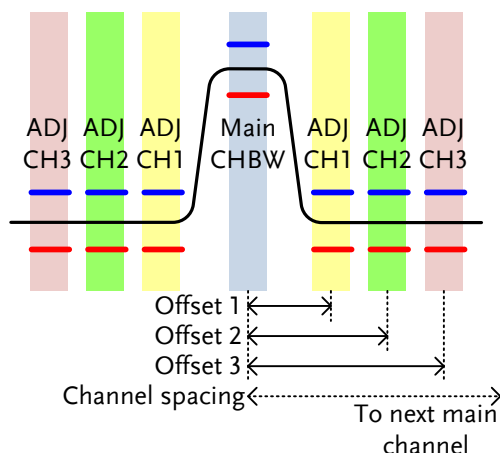 ADJ ADJ ADJ Main ADJ ADJ ADJ
CH3 CH2 CH1 CHBW CH1 CH2 CH3
Offset 1
Offset 2
Offset 3
Channel spacing
To next main
channel